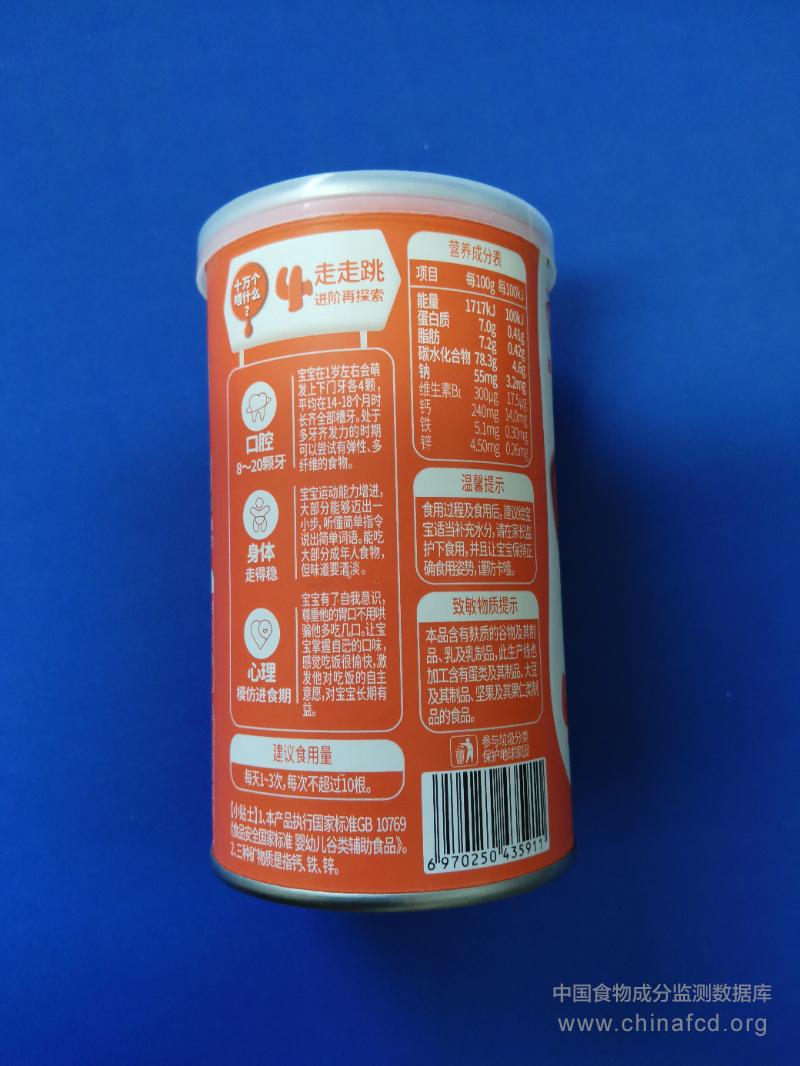 十万个
喂什么
?
4
走走跳
进阶再探索
口腔
8～20颗牙
宝宝在1岁左右会萌
发上下门牙各4颗,
平均在14-18个月时
长齐全部槽牙。处于
多牙齐发力的时期
可以尝试有弹性、多
纤维的食物。
身体
走得稳
宝宝运动能力增进,
大部分能够迈出一
小步,听懂简单指令
说出简单词语。能吃
大部分成年人食物,
但味道要清淡。
心理
模仿进食期
宝宝有了自我意识,
尊重他的胃口不用哄
骗他多吃几口。让宝
宝掌握自己的口味,
感觉吃饭很愉快,激
发他对吃饭的自主
意愿,对宝宝长期有
益。
建议食用量
每天1~3次,每次不超过10根。
【小贴士】1、本产品执行国家标准GB 10769
《食品安全国家标准 婴幼儿谷类辅助食品》。
2、三种矿物质是指钙、铁、锌。
营养成分表
项目 每100g 每100kJ
能量 1717kJ 100kJ
蛋白质 7.0g 0.41g
脂肪 7.2g 0.42g
碳水化合物 78.3g 4.6g
钠 55mg 3.2mg
维生素B₁ 300μg 17.5μg
钙 240mg 14.0mg
铁 5.1mg 0.30mg
锌 4.50mg 0.26mg
温馨提示
食用过程及食用后,建议给宝
宝适当补充水分,请在家长监
护下食用,并且让宝宝保持正
确食用姿势,谨防卡噎。
致敏物质提示
本品含有麸质的谷物及其制
品、乳及乳制品,此生产线也
加工含有蛋类及其制品、大豆
及其制品、坚果及其果仁类制
品的食品。
参与垃圾分类
保护地球家园
6 970250 435911
中国食物成分监测数据库
www.chinafcd.org